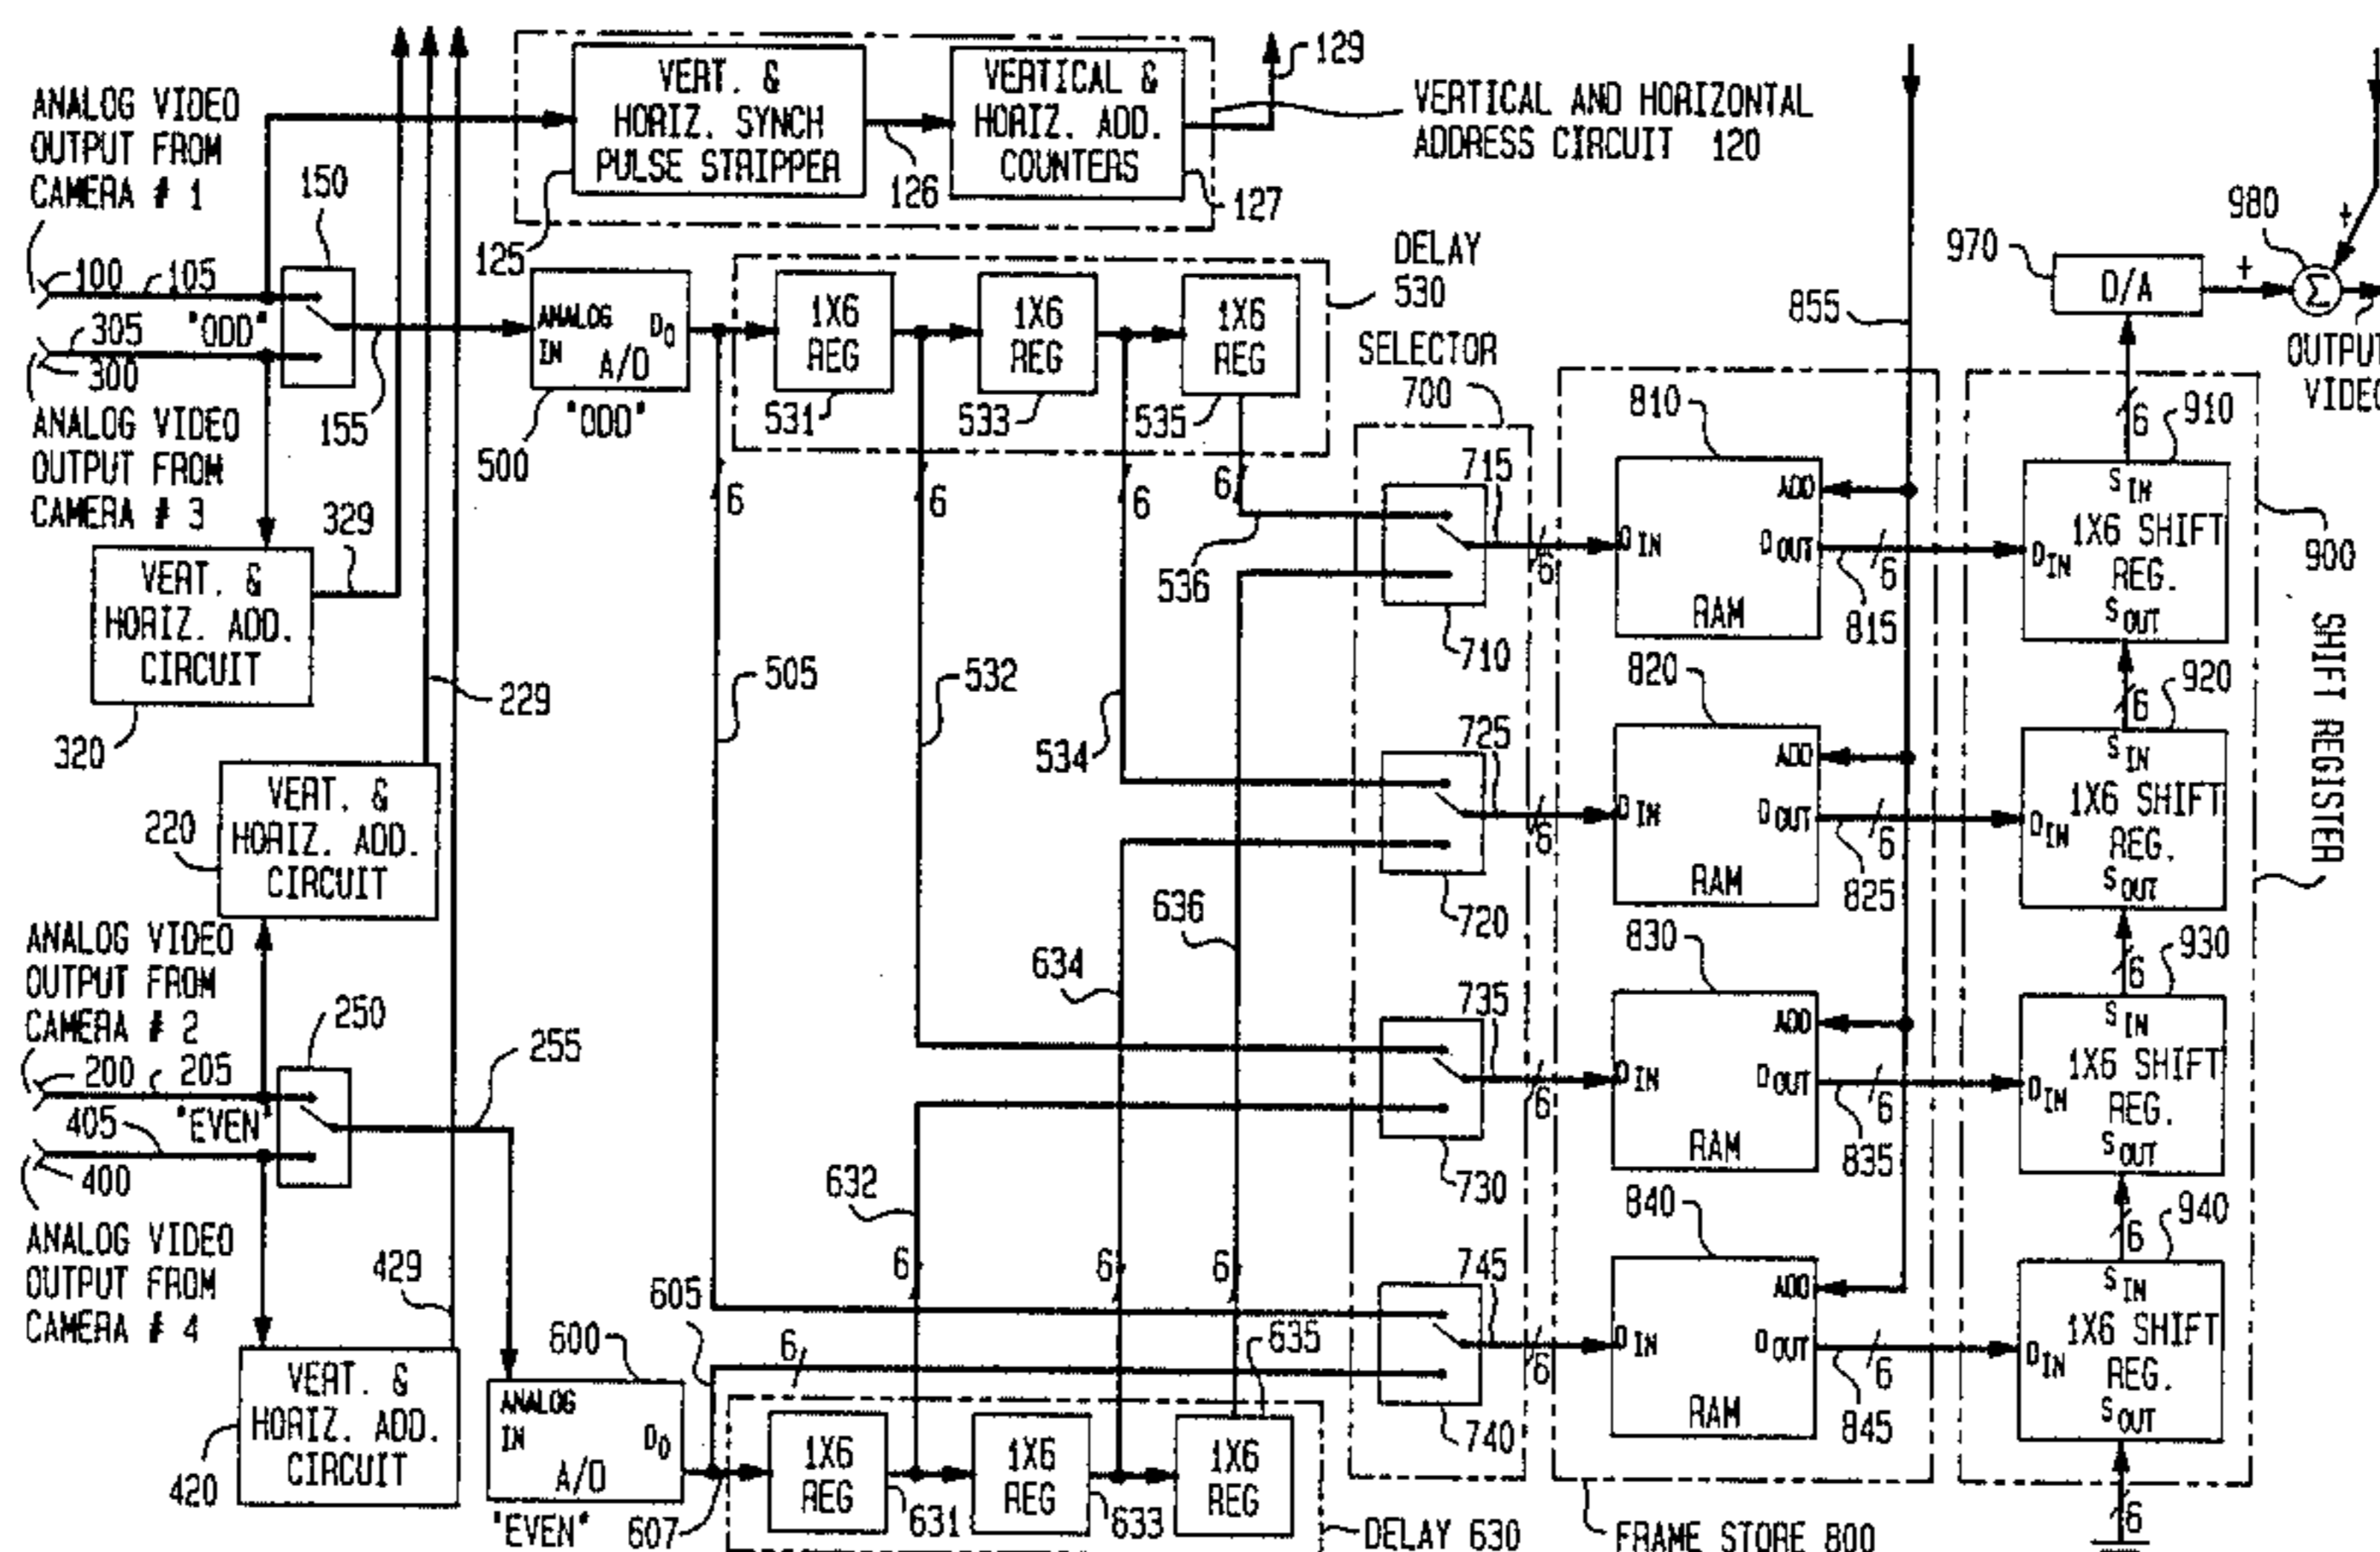 ANALOG VIDEO
OUTPUT FROM
CAMERA # 1
100
105
150
"ODD"
305
300
155
ANALOG VIDEO
OUTPUT FROM
CAMERA # 3
329
VERT. &
HORIZ. ADD.
CIRCUIT
320
229
VERT. &
HORIZ. ADD.
CIRCUIT
220
ANALOG VIDEO
OUTPUT FROM
CAMERA # 2
200
205
250
255
405
"EVEN"
400
ANALOG VIDEO
OUTPUT FROM
CAMERA # 4
429
VERT. &
HORIZ. ADD.
CIRCUIT
420
VERT. &
HORIZ. SYNCH
PULSE STRIPPER
125
126
VERTICAL &
HORIZ. ADD.
COUNTERS
127
129
VERTICAL AND HORIZONTAL
ADDRESS CIRCUIT 120
ANALOG
IN
D0
A/D
"ODD"
500
1X6
REG
531
1X6
REG
533
1X6
REG
535
DELAY
530
6
6
6
6
505
532
534
536
SELECTOR
700
710
715
6
720
725
6
730
735
6
740
745
6
632
634
636
6
6
6
605
6
600
ANALOG
IN
D0
A/D
"EVEN"
607
1X6
REG
631
1X6
REG
633
1X6
REG
635
DELAY 630
855
810
ADD
DIN
DOUT
RAM
815
6
820
ADD
DIN
DOUT
RAM
825
6
830
ADD
DIN
DOUT
RAM
835
6
840
ADD
DIN
DOUT
RAM
845
6
FRAME STORE 800
970
D/A
+
980
+
Σ
OUTPUT
VIDEO
6
910
SIN
1X6 SHIFT
DIN
REG.
SOUT
900
SHIFT REGISTER
6
920
SIN
1X6 SHIFT
DIN
REG.
SOUT
6
930
SIN
1X6 SHIFT
DIN
REG.
SOUT
6
940
SIN
1X6 SHIFT
DIN
REG.
SOUT
6